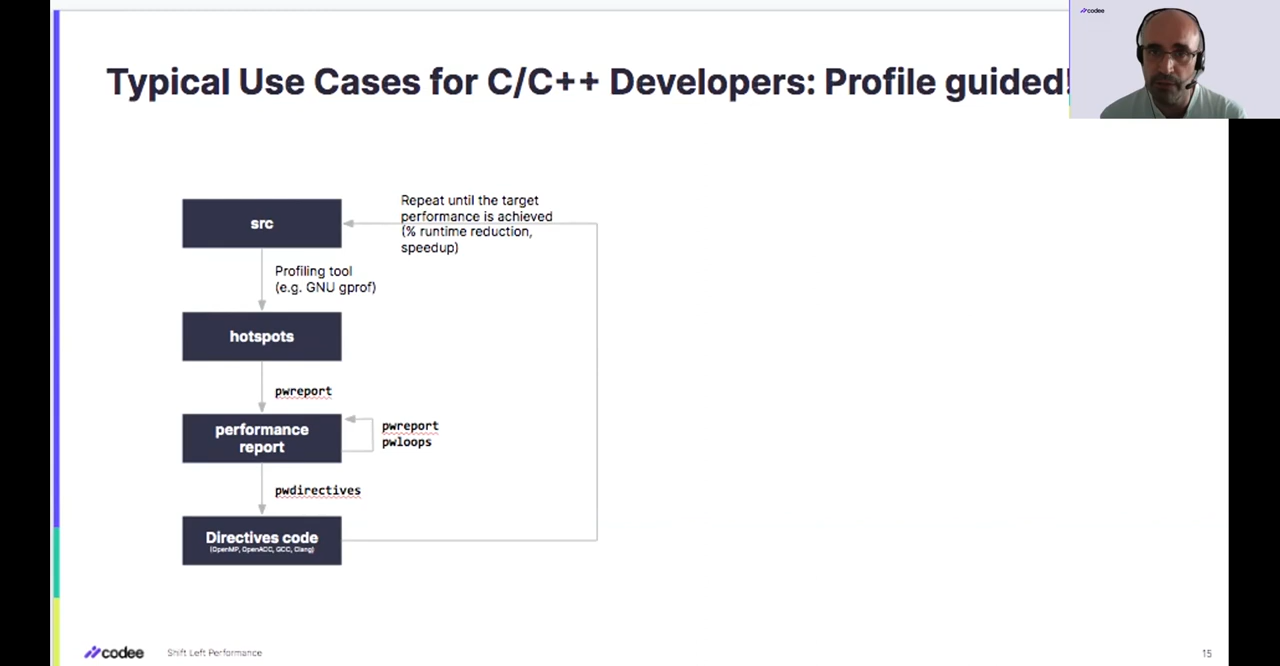 codee
Typical Use Cases for C/C++ Developers: Profile guided!
Repeat until the target
performance is achieved
(% runtime reduction,
speedup)
src
Profiling tool
(e.g. GNU gprof)
hotspots
pwreport
performance
report
pwreport
pwloops
pwdirectives
Directives code
(OpenMP, OpenACC, GCC, Clang)
codee
Shift Left Performance
15